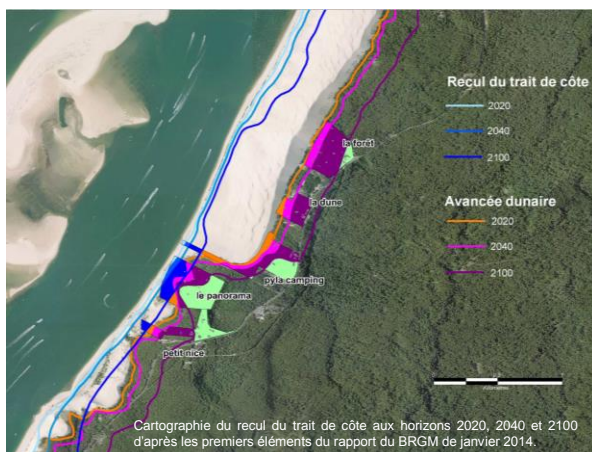 Recul du trait de côte
2020
2040
2100
Avancée dunaire
2020
2040
2100
la forêt
la dune
pyla camping
le panorama
petit nice
Cartographie du recul du trait de côte aux horizons 2020, 2040 et 2100
d'après les premiers éléments du rapport du BRGM de janvier 2014.